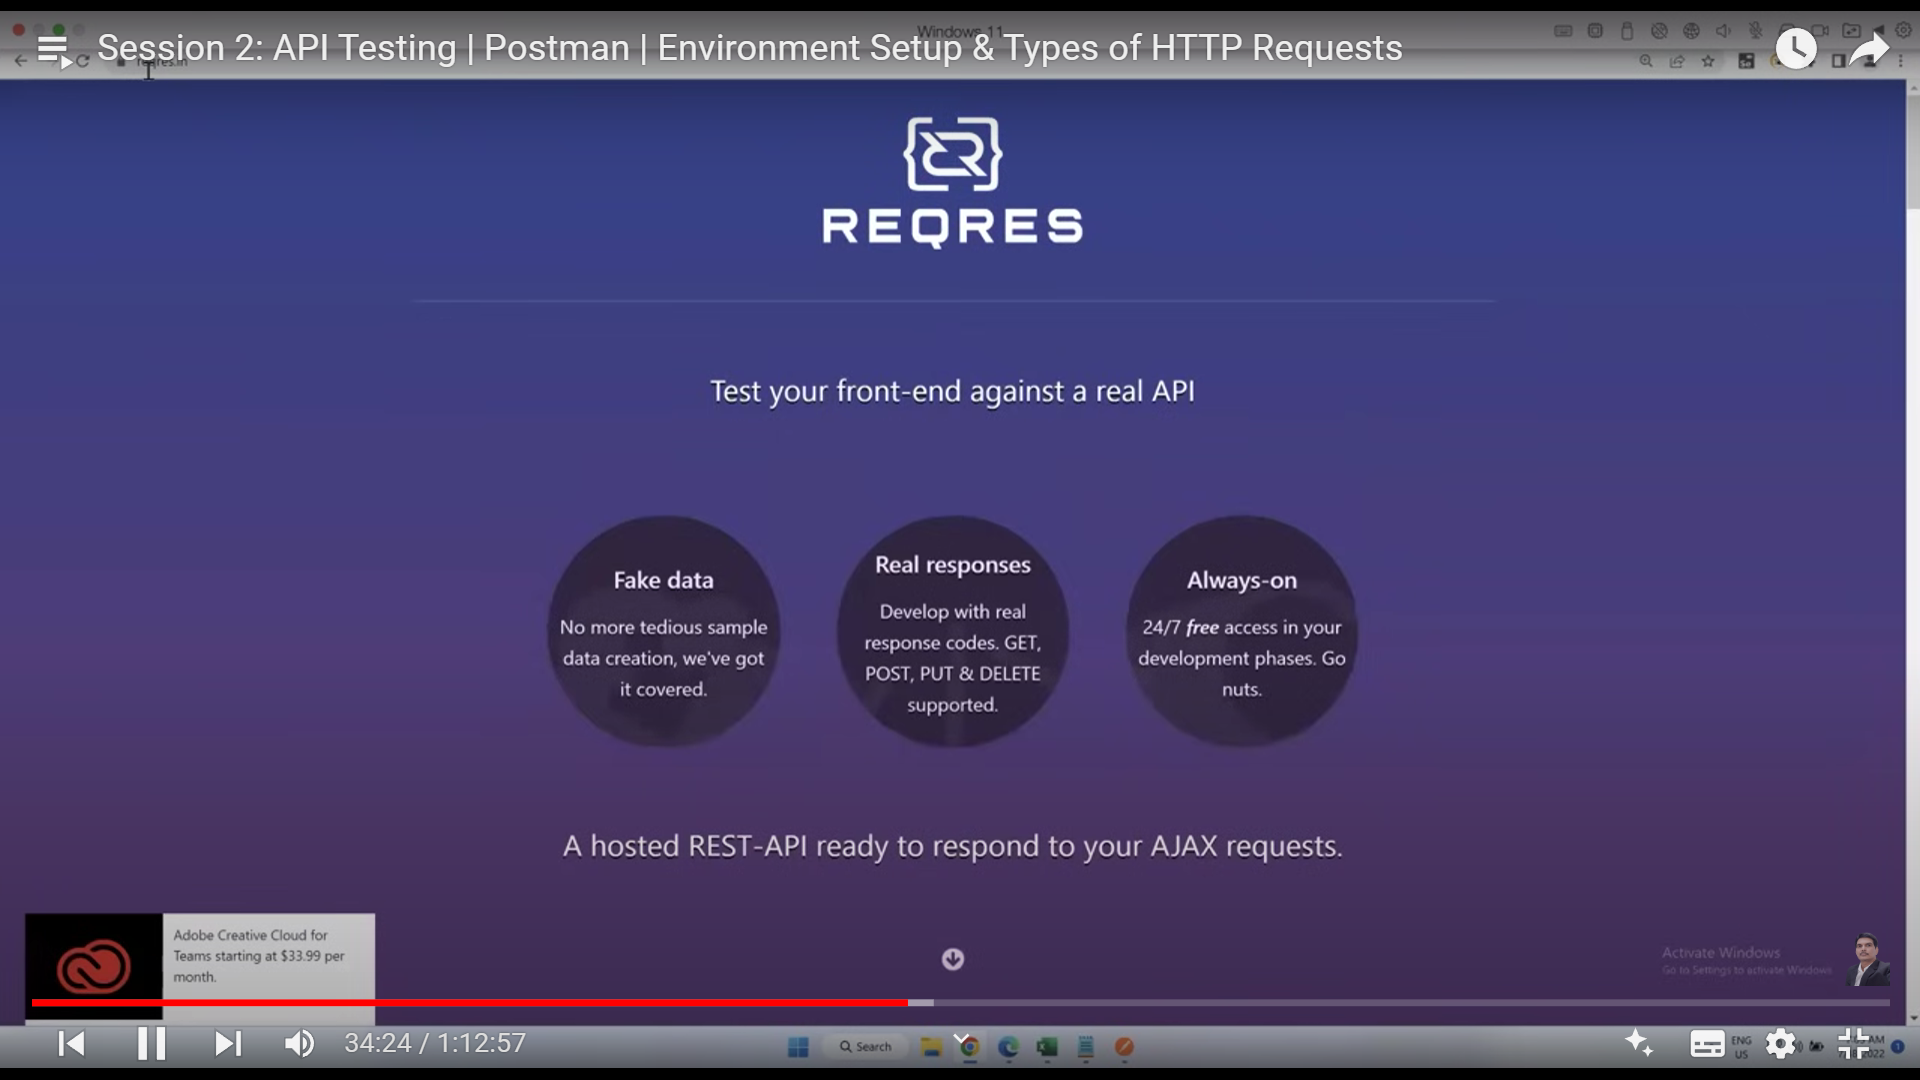 Windows 11
Session 2: API Testing | Postman | Environment Setup & Types of HTTP Requests
reqres.in
REQRES
Test your front-end against a real API
Fake data
No more tedious sample
data creation, we've got
it covered.
Real responses
Develop with real
response codes. GET,
POST, PUT & DELETE
supported.
Always-on
24/7 free access in your
development phases. Go
nuts.
A hosted REST-API ready to respond to your AJAX requests.
Adobe Creative Cloud for
Teams starting at $33.99 per
month.
Activate Windows
Go to Settings to activate Windows.
34:24 / 1:12:57
Search
ENG
US
AM
2022